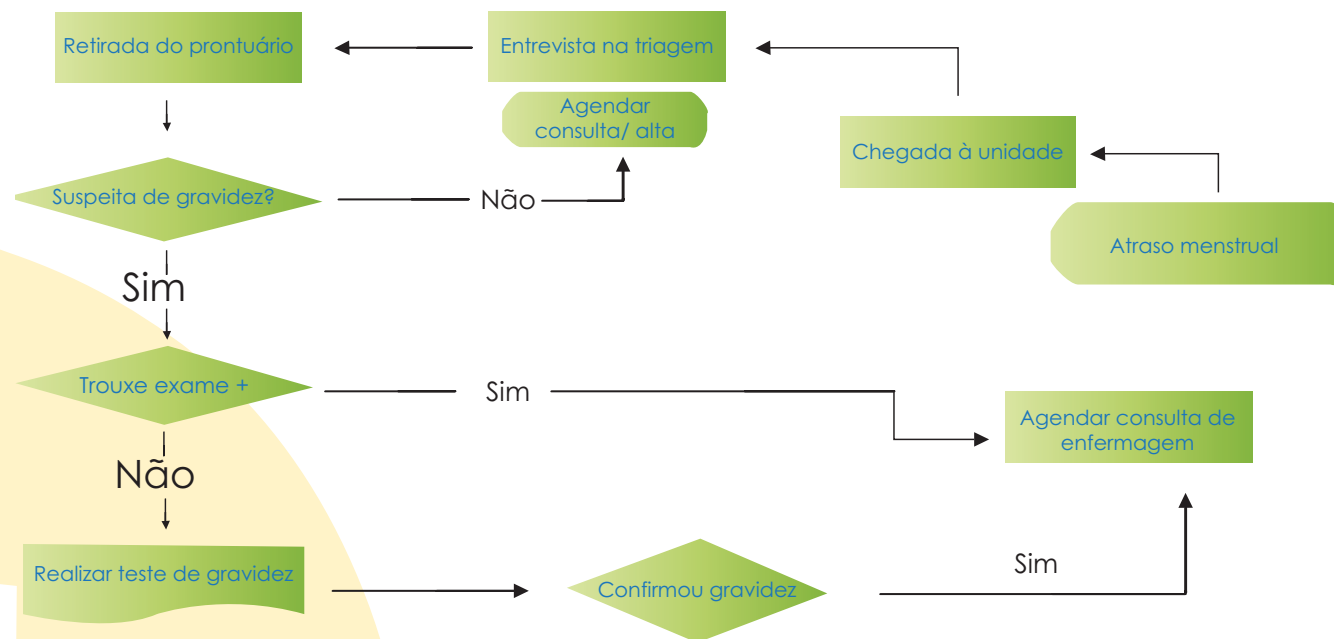 Retirada do prontuário
Entrevista na triagem
Agendar
consulta/ alta
Chegada à unidade
Suspeita de gravidez?
Não
Atraso menstrual
Sim
Trouxe exame +
Sim
Agendar consulta de
enfermagem
Não
Realizar teste de gravidez
Confirmou gravidez
Sim